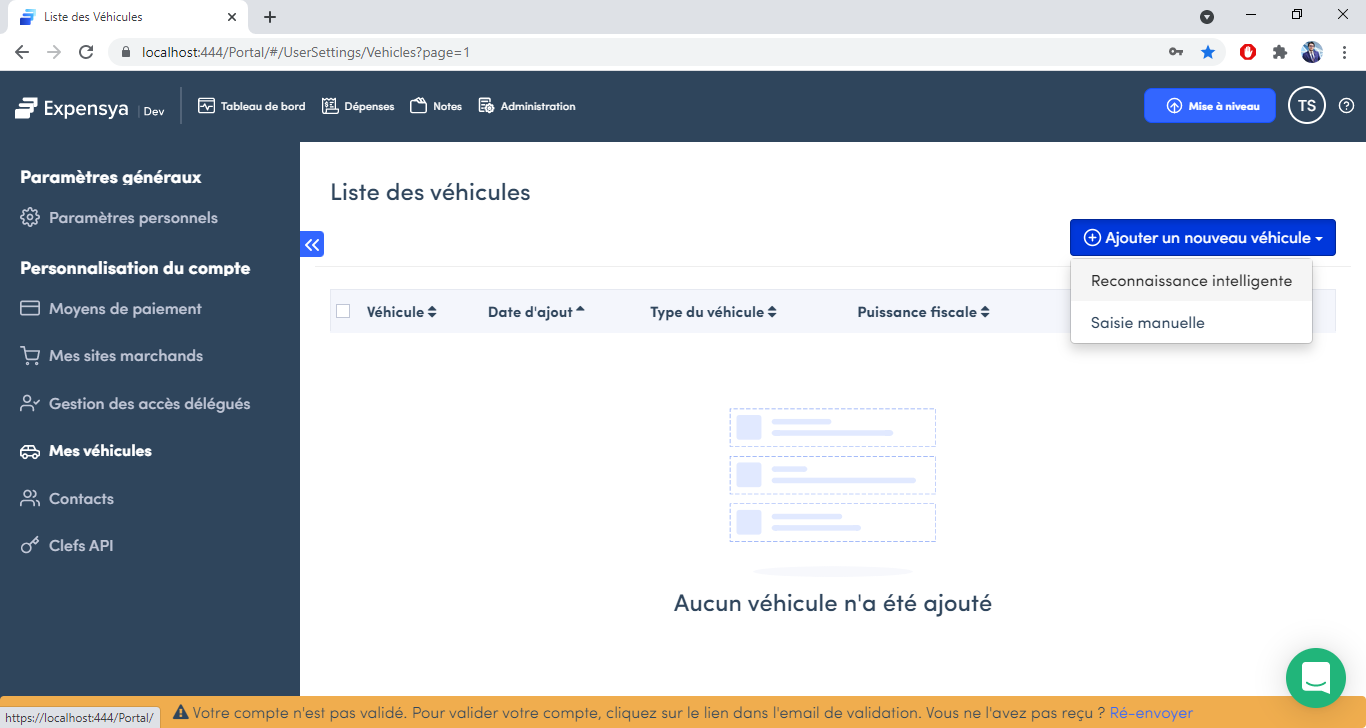 Liste des Véhicules
localhost:444/Portal/#/UserSettings/Vehicles?page=1
Expensya Dev Tableau de bord Dépenses Notes Administration Mise à niveau TS
Paramètres généraux
Paramètres personnels
Personnalisation du compte
Moyens de paiement
Mes sites marchands
Gestion des accès délégués
Mes véhicules
Contacts
Clefs API
Liste des véhicules
Ajouter un nouveau véhicule
Reconnaissance intelligente
Saisie manuelle
Véhicule Date d'ajout Type du véhicule Puissance fiscale
Aucun véhicule n'a été ajouté
Votre compte n'est pas validé. Pour valider votre compte, cliquez sur le lien dans l'email de validation. Vous ne l'avez pas reçu ? Ré-envoyer
https://localhost:444/Portal/